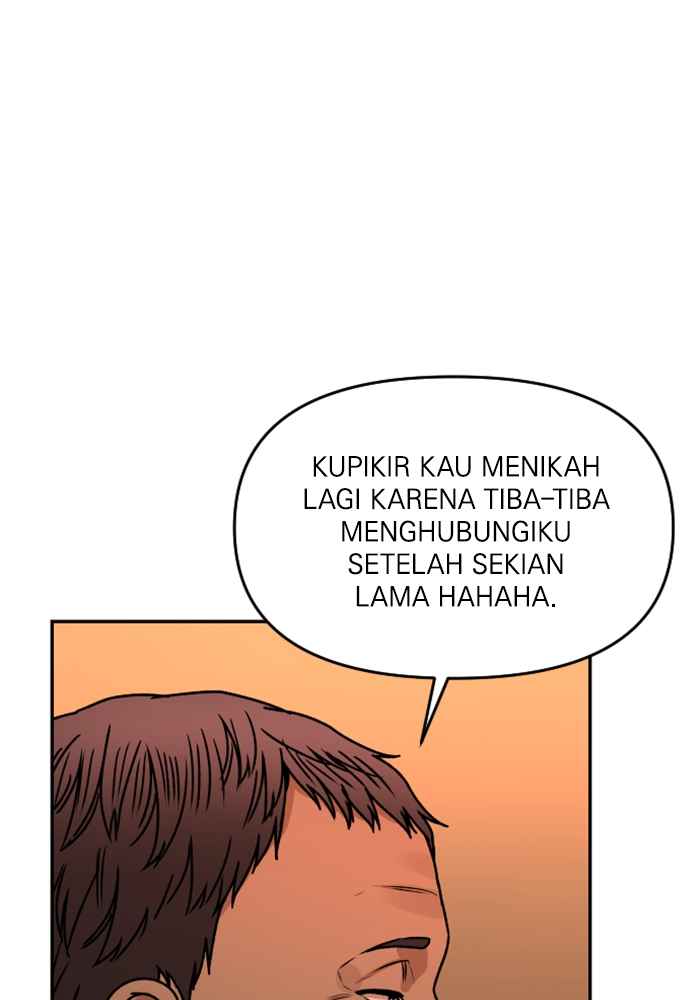 KUPIKIR KAU MENIKAH
LAGI KARENA TIBA-TIBA
MENGHUBUNGIKU
SETELAH SEKIAN
LAMA HAHAHA.